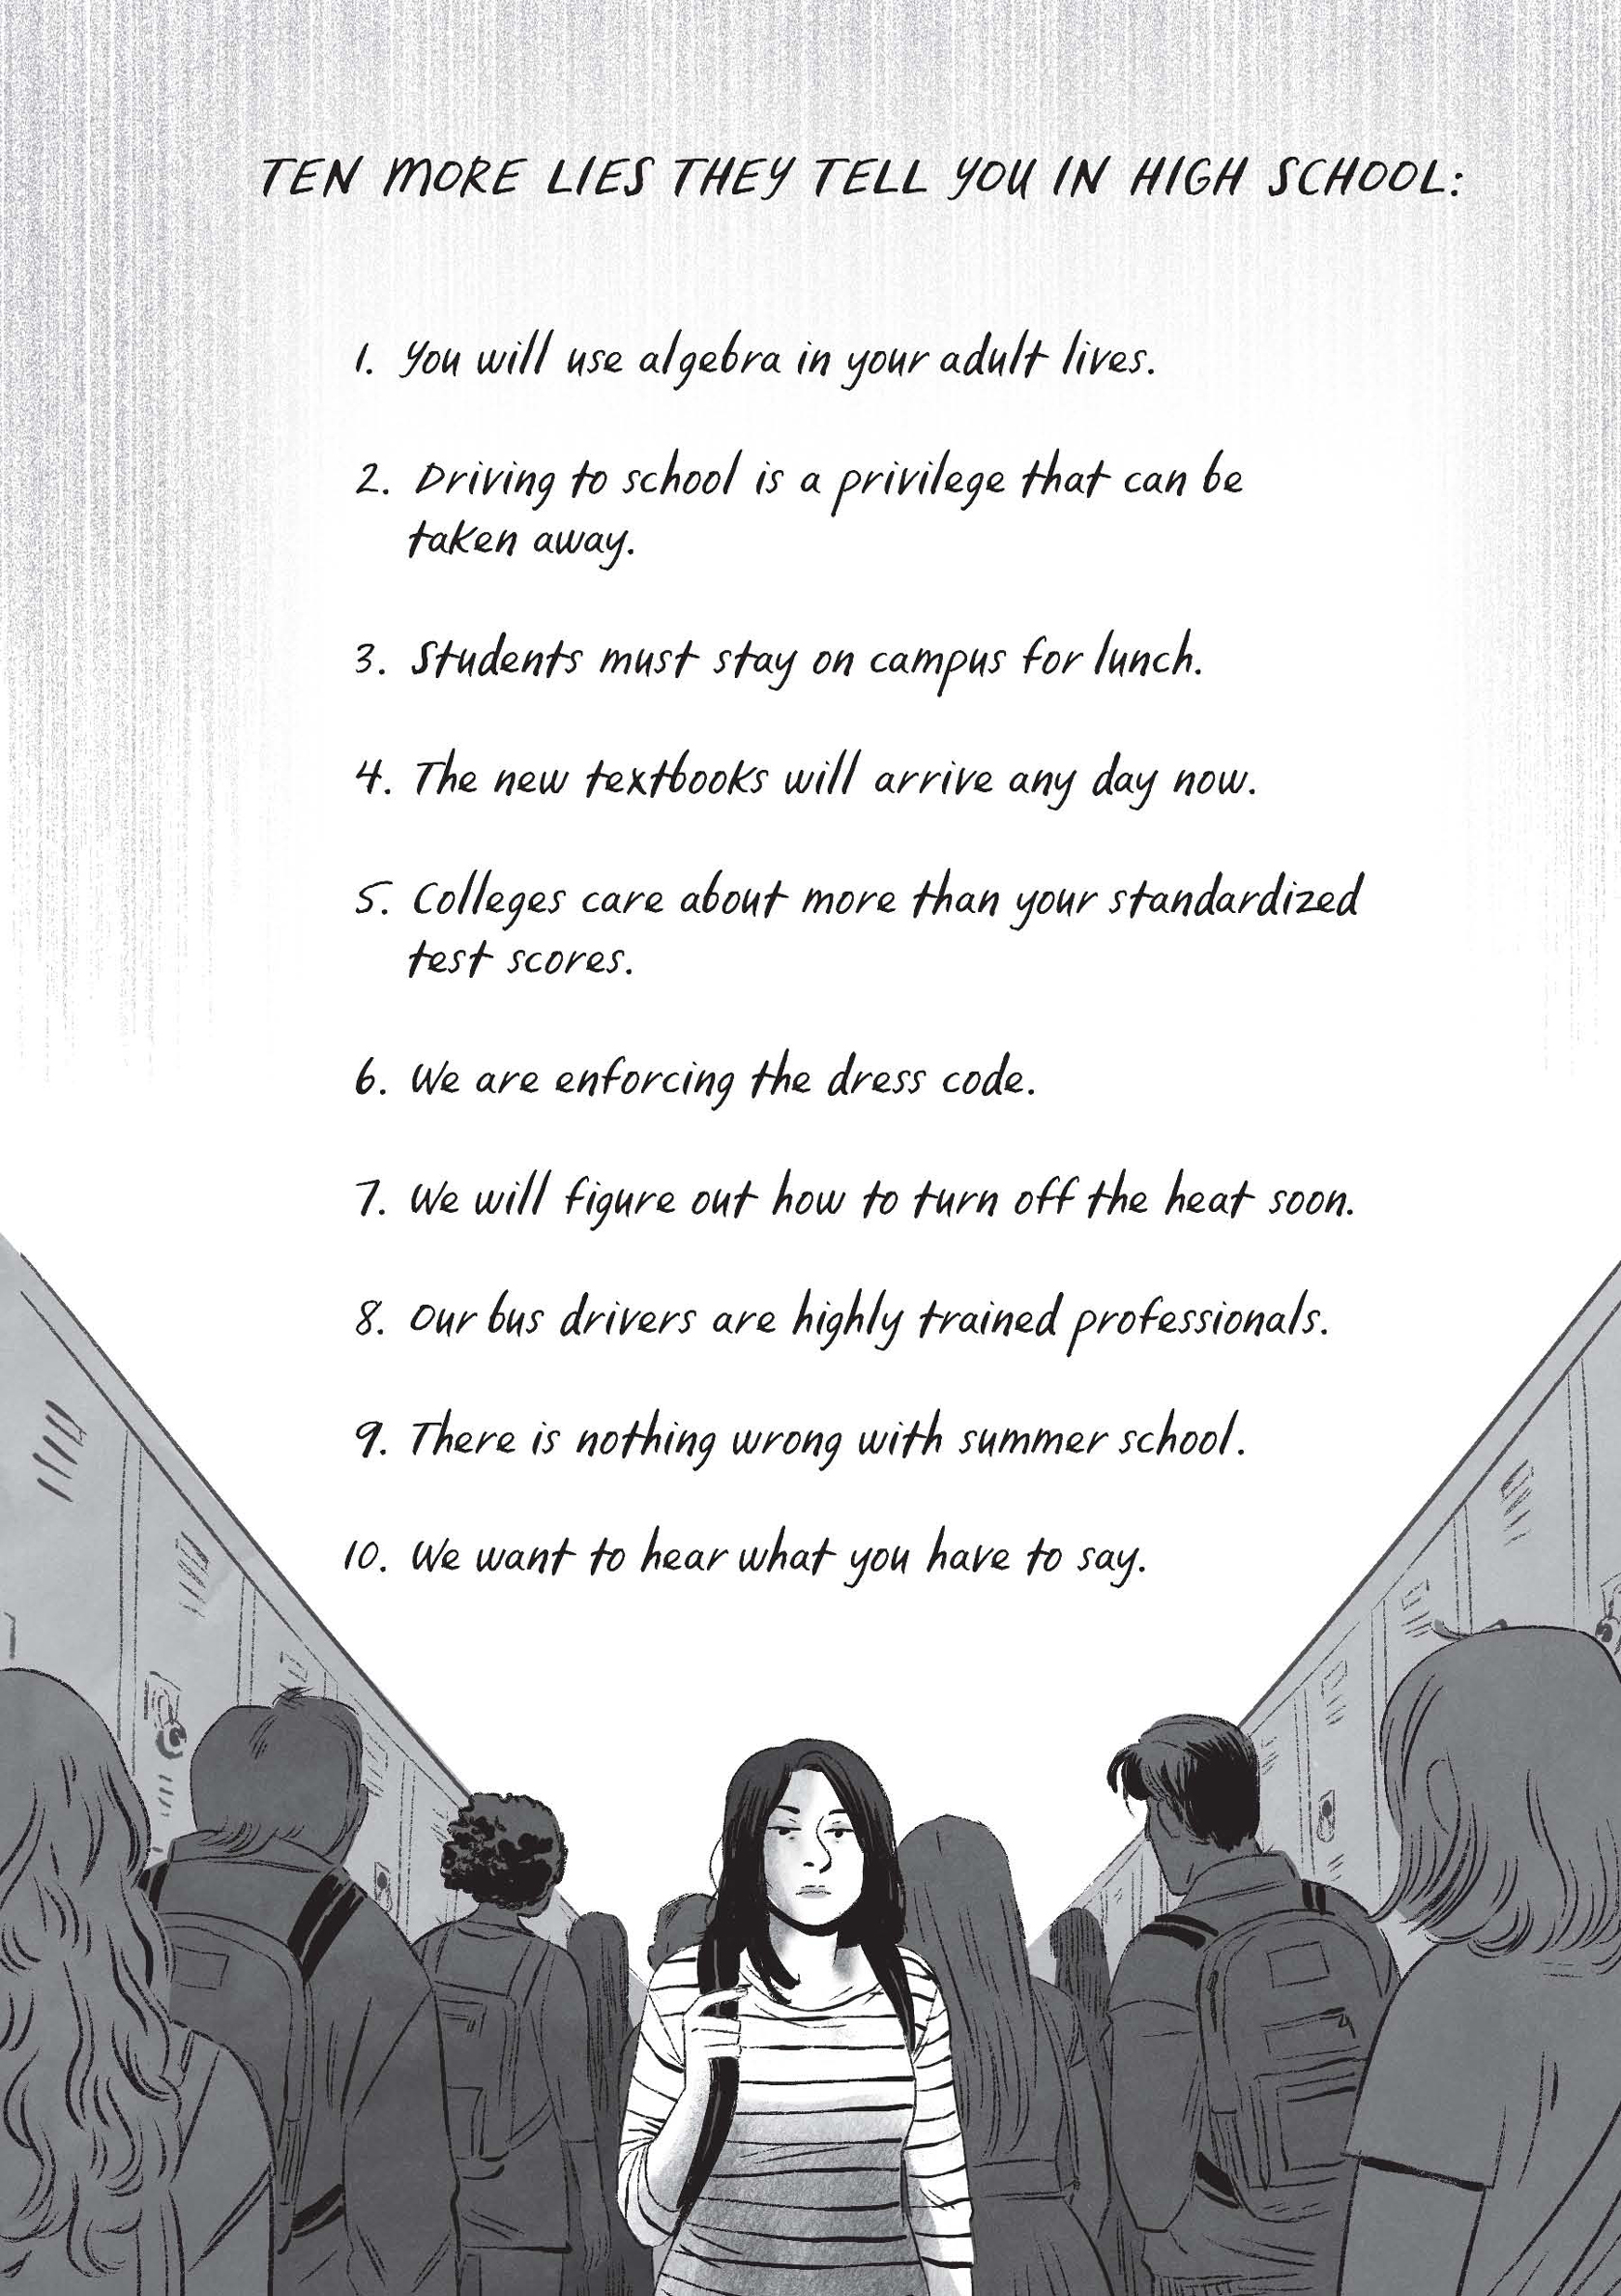 TEN MORE LIES THEY TELL YOU IN HIGH SCHOOL:
1. You will use algebra in your adult lives.
2. Driving to school is a privilege that can be
taken away.
3. Students must stay on campus for lunch.
4. The new textbooks will arrive any day now.
5. Colleges care about more than your standardized
test scores.
6. We are enforcing the dress code.
7. We will figure out how to turn off the heat soon.
8. Our bus drivers are highly trained professionals.
9. There is nothing wrong with summer school.
10. We want to hear what you have to say.